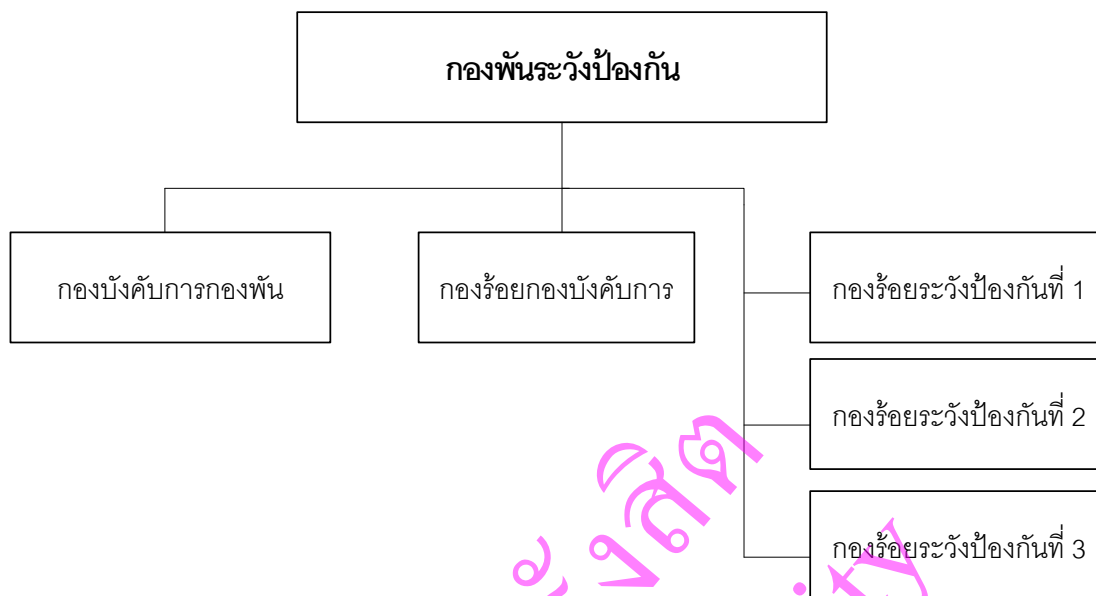 กองพันระวังป้องกัน
กองบังคับการกองพัน
กองร้อยกองบังคับการ
กองร้อยระวังป้องกันที่ 1
กองร้อยระวังป้องกันที่ 2
กองร้อยระวังป้องกันที่ 3